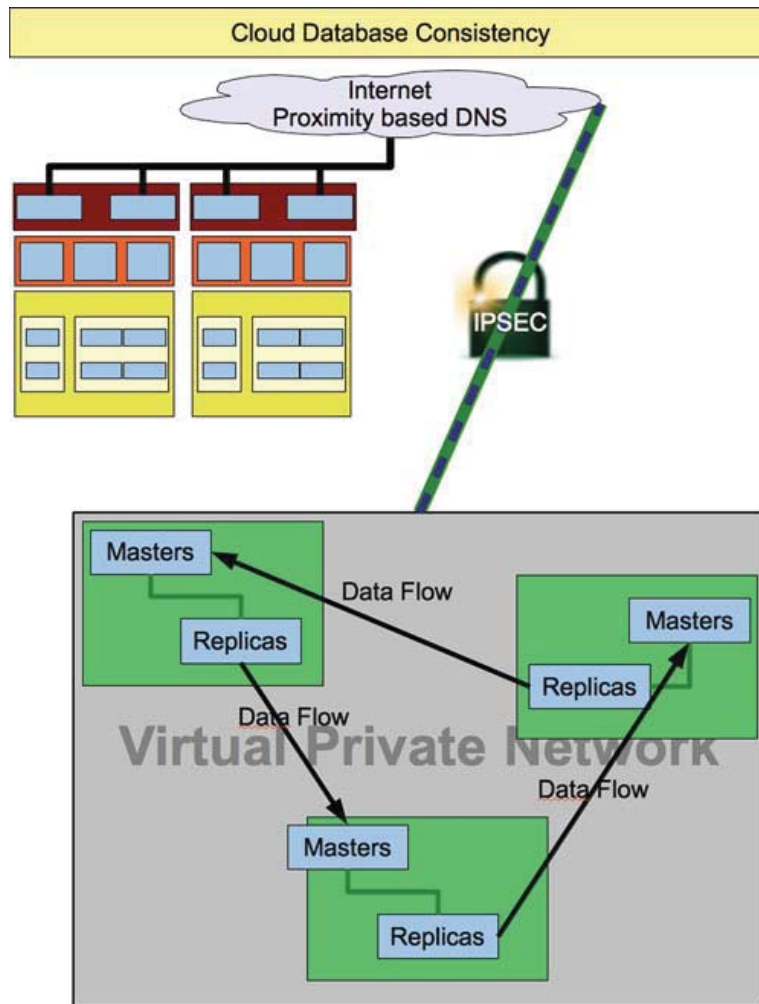 Cloud Database Consistency
Internet
Proximity based DNS
IPSEC
Masters
Data Flow
Masters
Replicas
Replicas
Data Flow
Virtual Private Network
Data Flow
Masters
Replicas